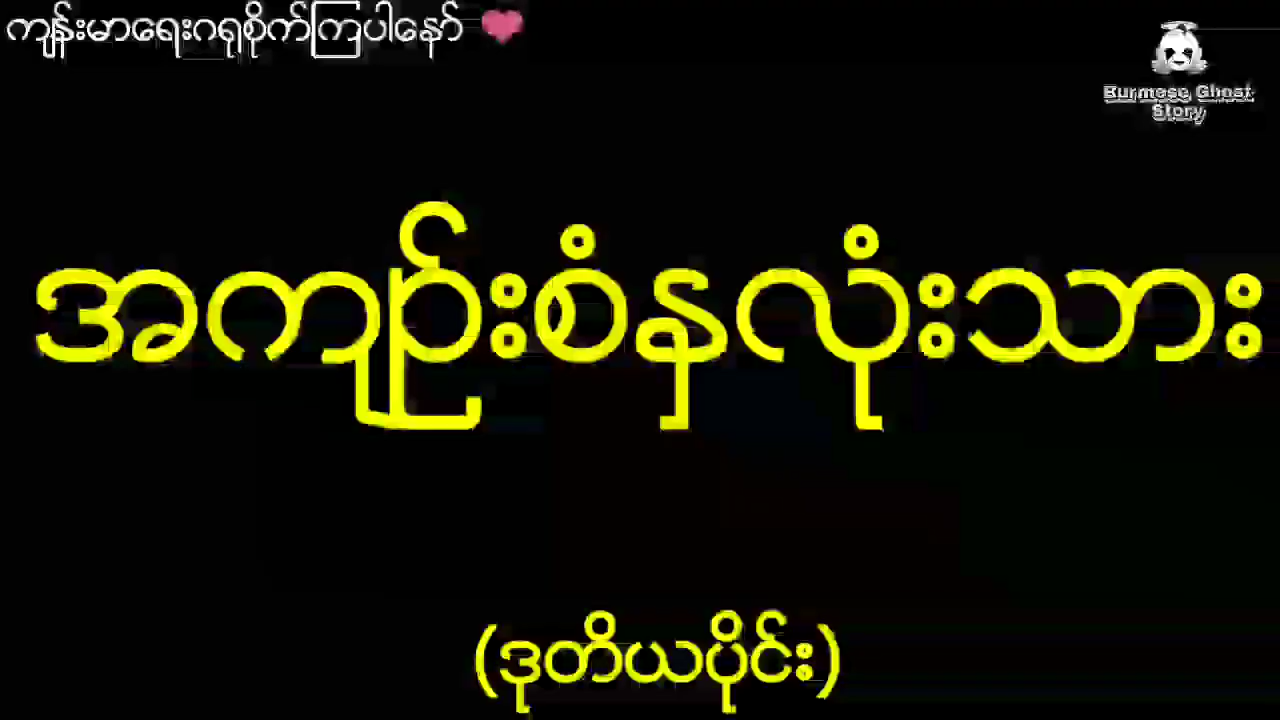 ကျန်းမာရေးဂရုစိုက်ကြပါနော် ❤
Burmese Ghost
Story
အကျဉ်းစံနှလုံးသား
(ဒုတိယပိုင်း)